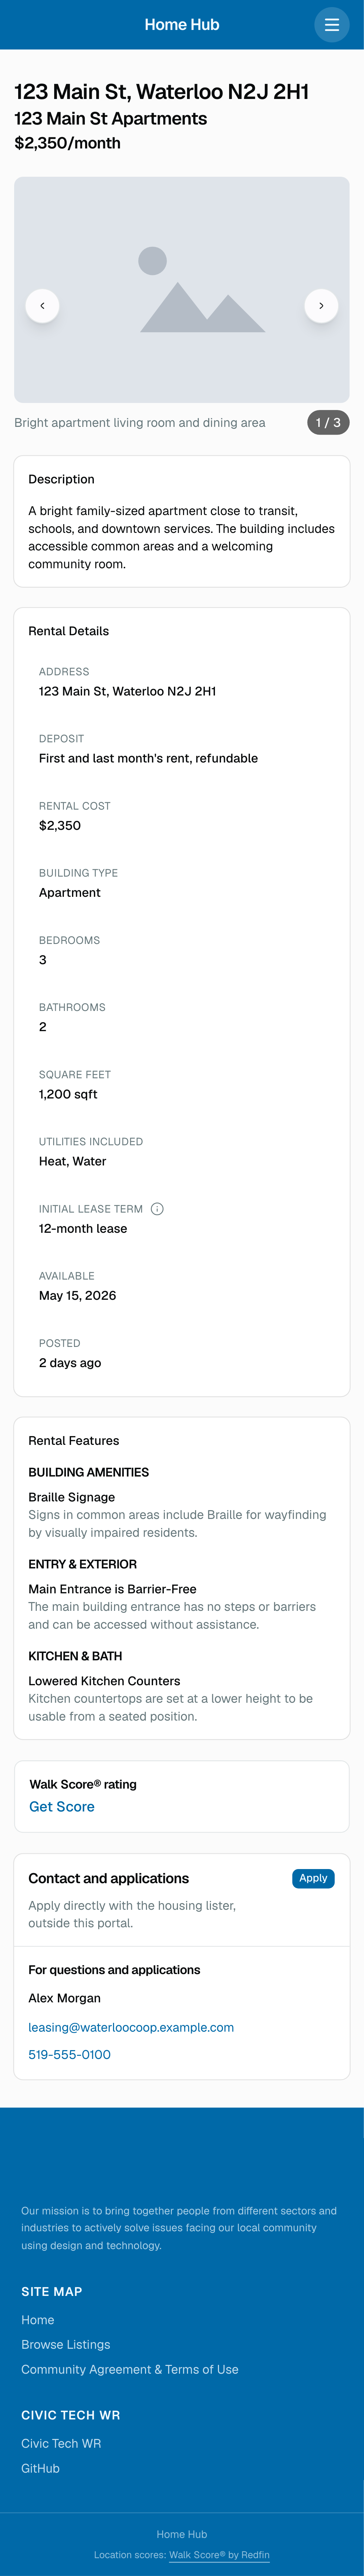 Home Hub
123 Main St, Waterloo N2J 2H1
123 Main St Apartments
$2,350/month
Bright apartment living room and dining area
1 / 3
Description
A bright family-sized apartment close to transit,
schools, and downtown services. The building includes
accessible common areas and a welcoming
community room.
Rental Details
ADDRESS
123 Main St, Waterloo N2J 2H1
DEPOSIT
First and last month's rent, refundable
RENTAL COST
$2,350
BUILDING TYPE
Apartment
BEDROOMS
3
BATHROOMS
2
SQUARE FEET
1,200 sqft
UTILITIES INCLUDED
Heat, Water
INITIAL LEASE TERM
12-month lease
AVAILABLE
May 15, 2026
POSTED
2 days ago
Rental Features
BUILDING AMENITIES
Braille Signage
Signs in common areas include Braille for wayfinding
by visually impaired residents.
ENTRY & EXTERIOR
Main Entrance is Barrier-Free
The main building entrance has no steps or barriers
and can be accessed without assistance.
KITCHEN & BATH
Lowered Kitchen Counters
Kitchen countertops are set at a lower height to be
usable from a seated position.
Walk Score® rating
Get Score
Contact and applications
Apply
Apply directly with the housing lister,
outside this portal.
For questions and applications
Alex Morgan
leasing@waterloocoop.example.com
519-555-0100
Our mission is to bring together people from different sectors and
industries to actively solve issues facing our local community
using design and technology.
SITE MAP
Home
Browse Listings
Community Agreement & Terms of Use
CIVIC TECH WR
Civic Tech WR
GitHub
Home Hub
Location scores: Walk Score® by Redfin